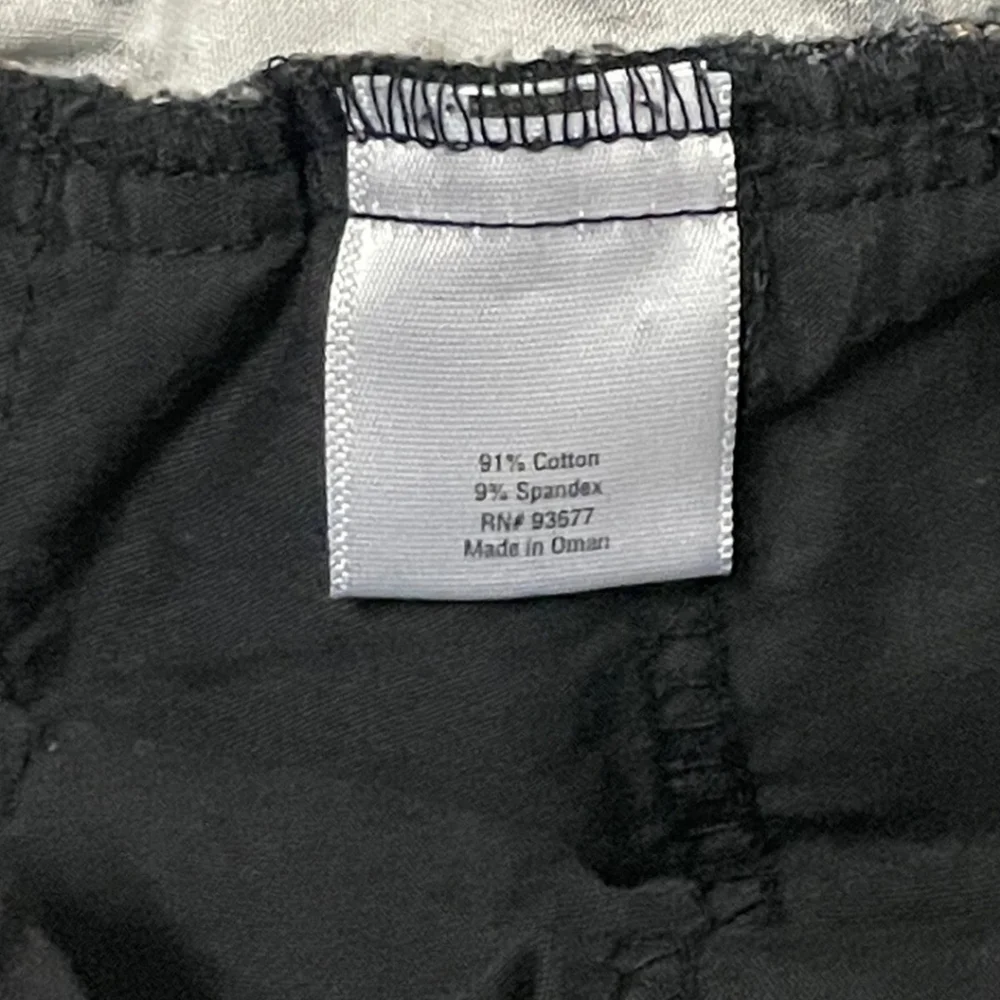 91% Cotton
9% Spandex
RN# 93677
Made in Oman